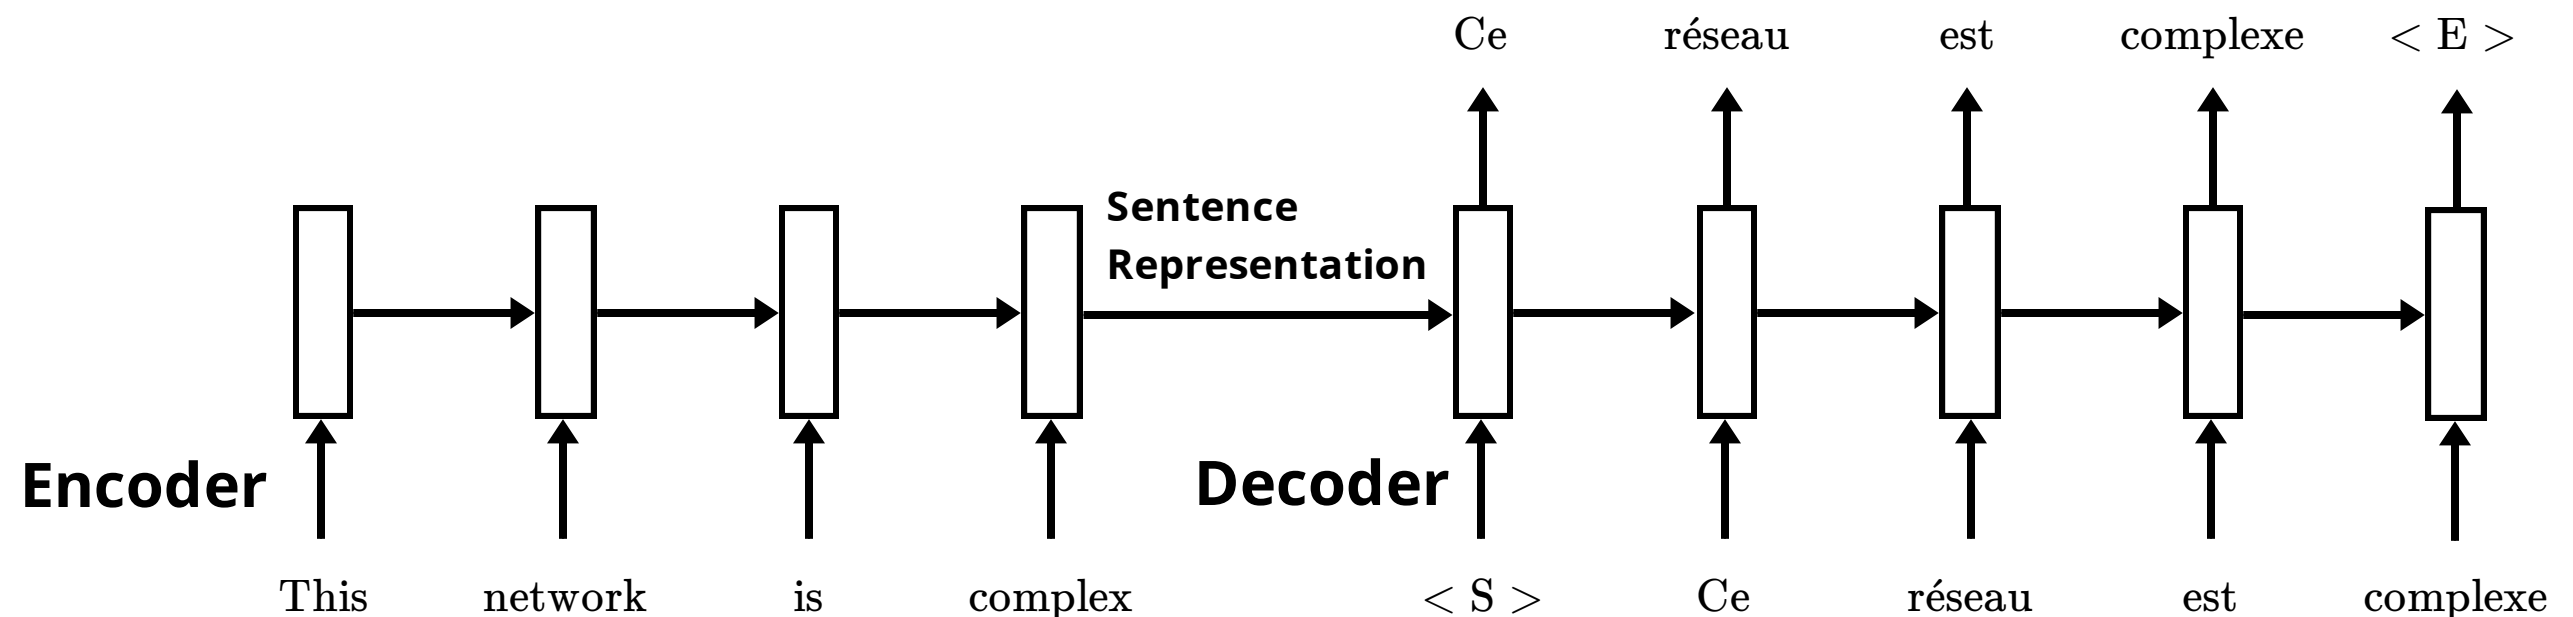 Ce réseau est complexe < E >
Sentence
Representation
Encoder
Decoder
This network is complex < S > Ce réseau est complexe